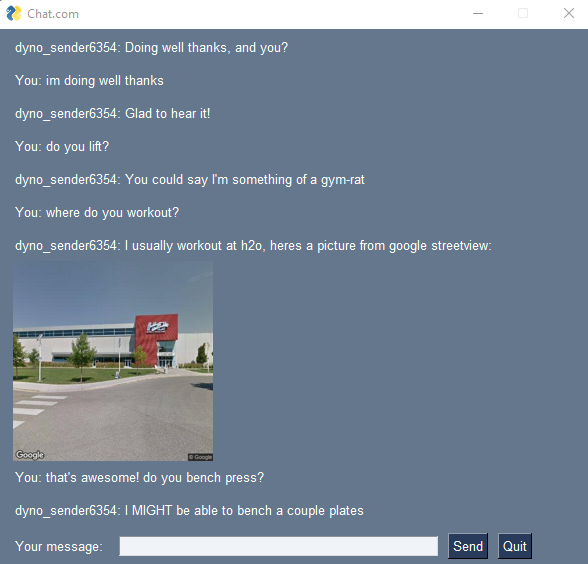 Chat.com
dyno_sender6354: Doing well thanks, and you?
You: im doing well thanks
dyno_sender6354: Glad to hear it!
You: do you lift?
dyno_sender6354: You could say I'm something of a gym-rat
You: where do you workout?
dyno_sender6354: I usually workout at h2o, heres a picture from google streetview:
H2O
Google
© Google
You: that's awesome! do you bench press?
dyno_sender6354: I MIGHT be able to bench a couple plates
Your message:
Send
Quit